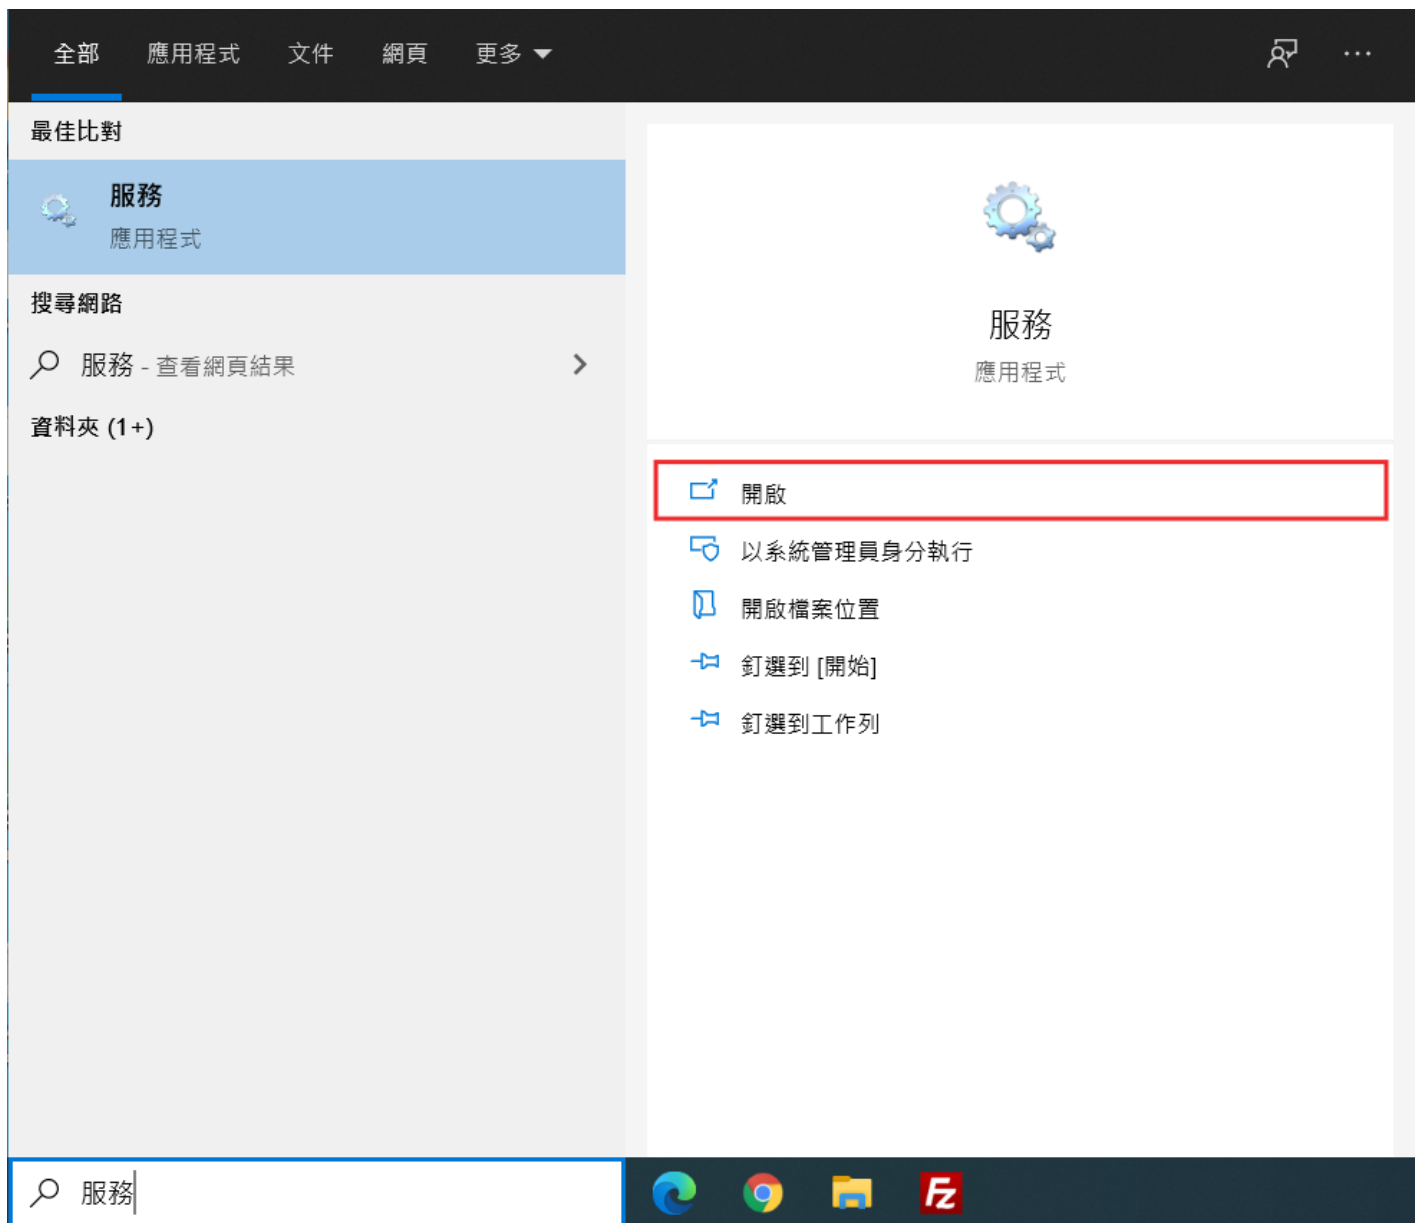 全部 應用程式 文件 網頁 更多
最佳比對
服務
應用程式
搜尋網路
服務 - 查看網頁結果
資料夾 (1+)
服務
應用程式
開啟
以系統管理員身分執行
開啟檔案位置
釘選到 [開始]
釘選到工作列
服務
Fz